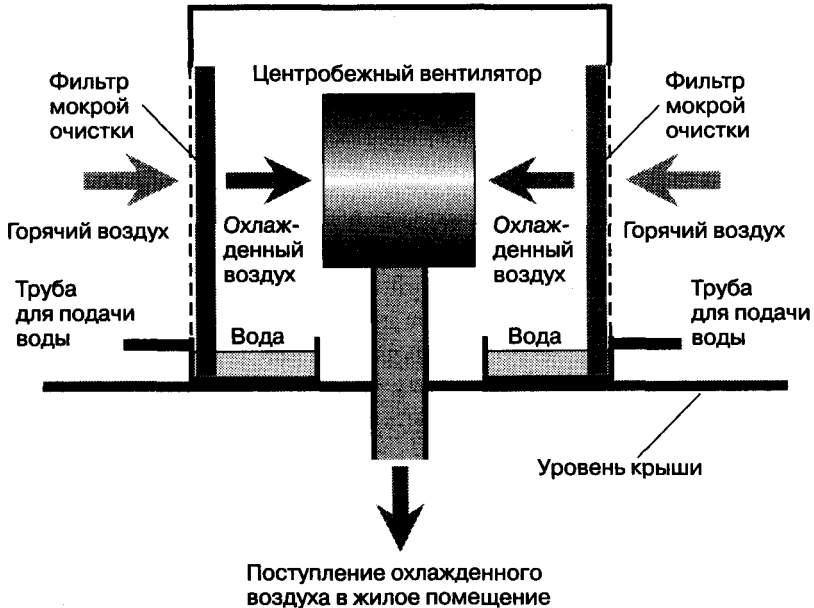 Центробежный вентилятор
Фильтр
мокрой
очистки
Фильтр
мокрой
очистки
Горячий воздух
Охлаж-
денный
воздух
Охлаж-
денный
воздух
Горячий воздух
Труба
для подачи
воды
Вода
Вода
Труба
для подачи
воды
Уровень крыши
Поступление охлажденного
воздуха в жилое помещение